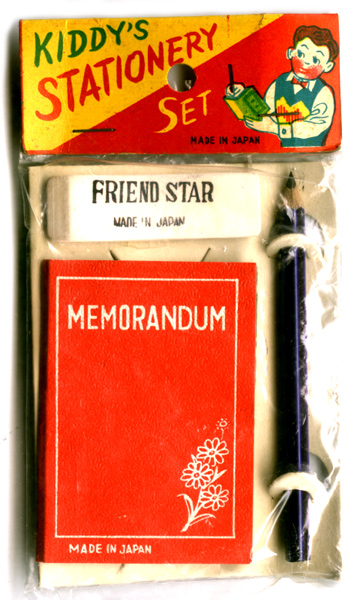 KIDDY'S
STATIONERY
SET
MADE IN JAPAN
FRIEND STAR
MADE IN JAPAN
MEMORANDUM
MADE IN JAPAN